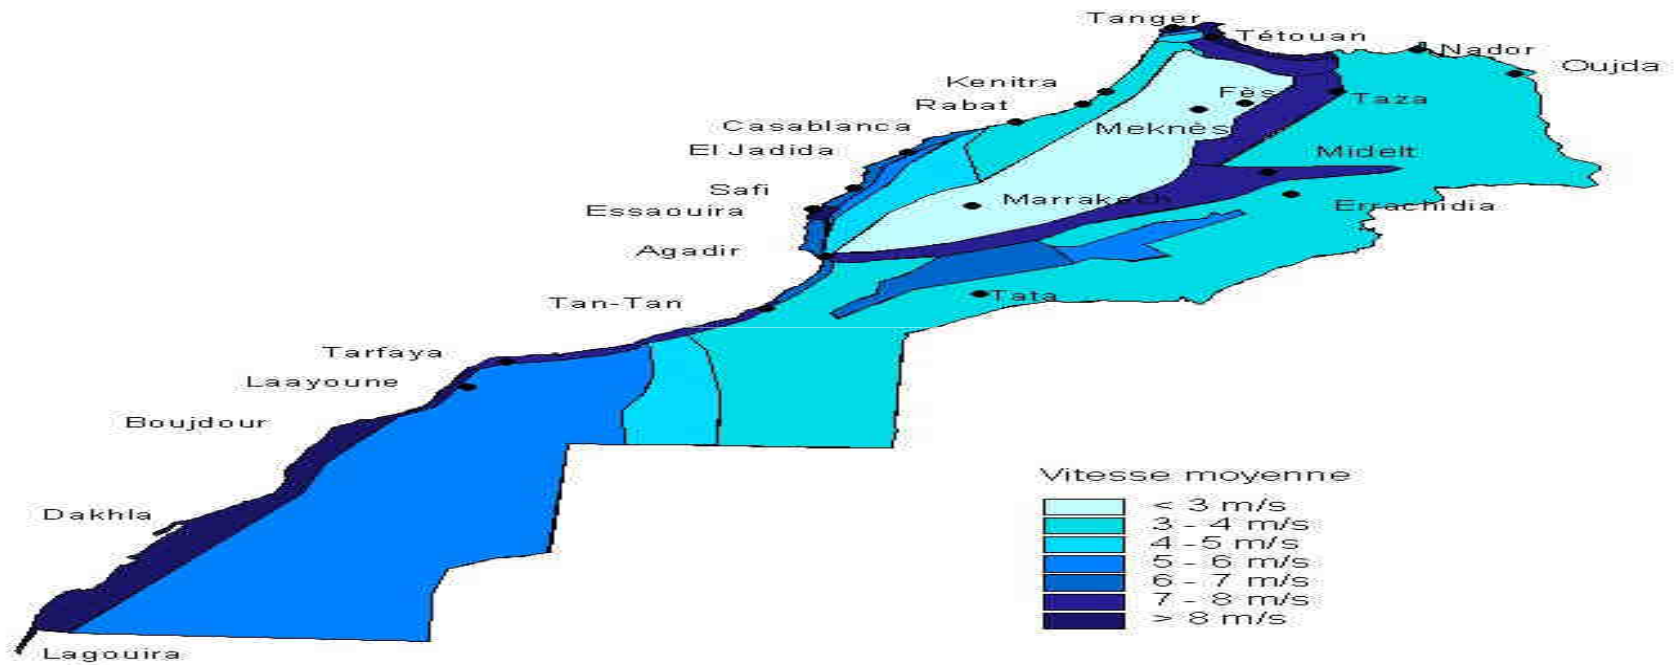 Tanger
Tétouan
Nador
Oujda
Kenitra
Rabat
Fès
Taza
Casablanca
Meknès
El Jadida
Midelt
Safi
Marrakech
Errachidia
Essaouira
Agadir
Tan-Tan
Tata
Tarfaya
Laayoune
Boujdour
Dakhla
Lagouira
Vitesse moyenne
< 3 m/s
3 - 4 m/s
4 - 5 m/s
5 - 6 m/s
6 - 7 m/s
7 - 8 m/s
> 8 m/s